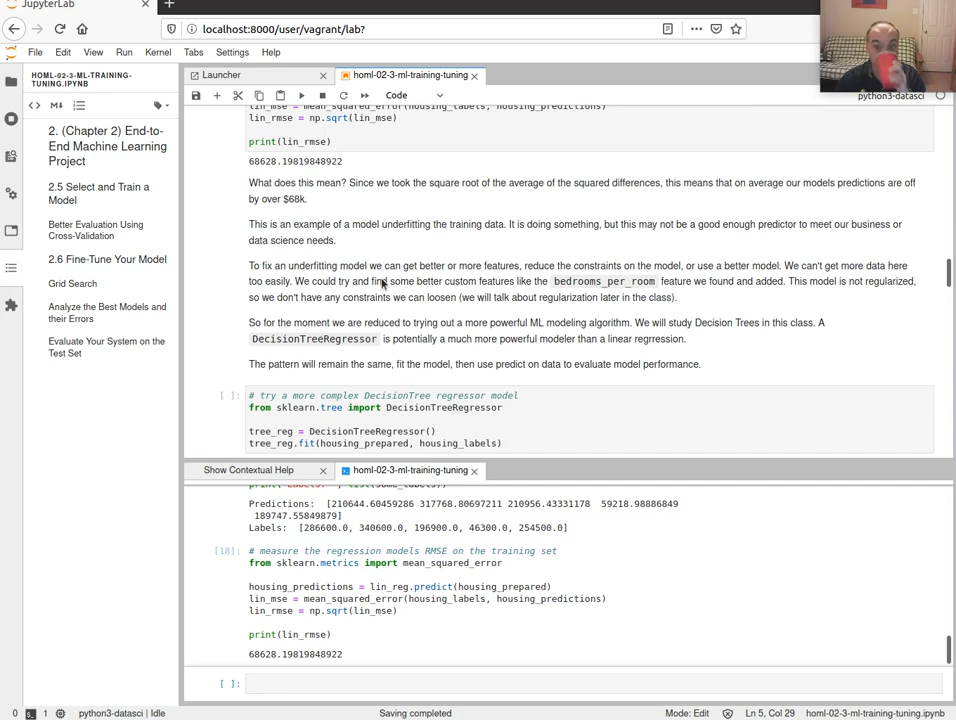 JupyterLab
localhost:8000/user/vagrant/lab?
File Edit View Run Kernel Tabs Settings Help
HOML-02-3-ML-TRAINING-
TUNING.IPYNB
2. (Chapter 2) End-to-
End Machine Learning
Project
2.5 Select and Train a
Model
Better Evaluation Using
Cross-Validation
2.6 Fine-Tune Your Model
Grid Search
Analyze the Best Models and
their Errors
Evaluate Your System on the
Test Set
Launcher homl-02-3-ml-training-tuning
Code python3-datasci
lin_mse = mean_squared_error(housing_labels, housing_predictions)
lin_rmse = np.sqrt(lin_mse)
print(lin_rmse)
68628.19819848922
What does this mean? Since we took the square root of the average of the squared differences, this means that on average our models predictions are off
by over $68k.
This is an example of a model underfitting the training data. It is doing something, but this may not be a good enough predictor to meet our business or
data science needs.
To fix an underfitting model we can get better or more features, reduce the constraints on the model, or use a better model. We can't get more data here
too easily. We could try and find some better custom features like the bedrooms_per_room feature we found and added. This model is not regularized,
so we don't have any constraints we can loosen (we will talk about regularization later in the class).
So for the moment we are reduced to trying out a more powerful ML modeling algorithm. We will study Decision Trees in this class. A
DecisionTreeRegressor is potentially a much more powerful modeler than a linear regrression.
The pattern will remain the same, fit the model, then use predict on data to evaluate model performance.
[ ]: # try a more complex DecisionTree regressor model
from sklearn.tree import DecisionTreeRegressor
tree_reg = DecisionTreeRegressor()
tree_reg.fit(housing_prepared, housing_labels)
Show Contextual Help homl-02-3-ml-training-tuning
print("Labels: ", list(some_labels))
Predictions: [210644.60459286 317768.80697211 210956.43331178 59218.98886849
189747.55849879]
Labels: [286600.0, 340600.0, 196900.0, 46300.0, 254500.0]
[18]: # measure the regression models RMSE on the training set
from sklearn.metrics import mean_squared_error
housing_predictions = lin_reg.predict(housing_prepared)
lin_mse = mean_squared_error(housing_labels, housing_predictions)
lin_rmse = np.sqrt(lin_mse)
print(lin_rmse)
68628.19819848922
[ ]:
0 1 python3-datasci | Idle Saving completed Mode: Edit Ln 5, Col 29 homl-02-3-ml-training-tuning.ipynb